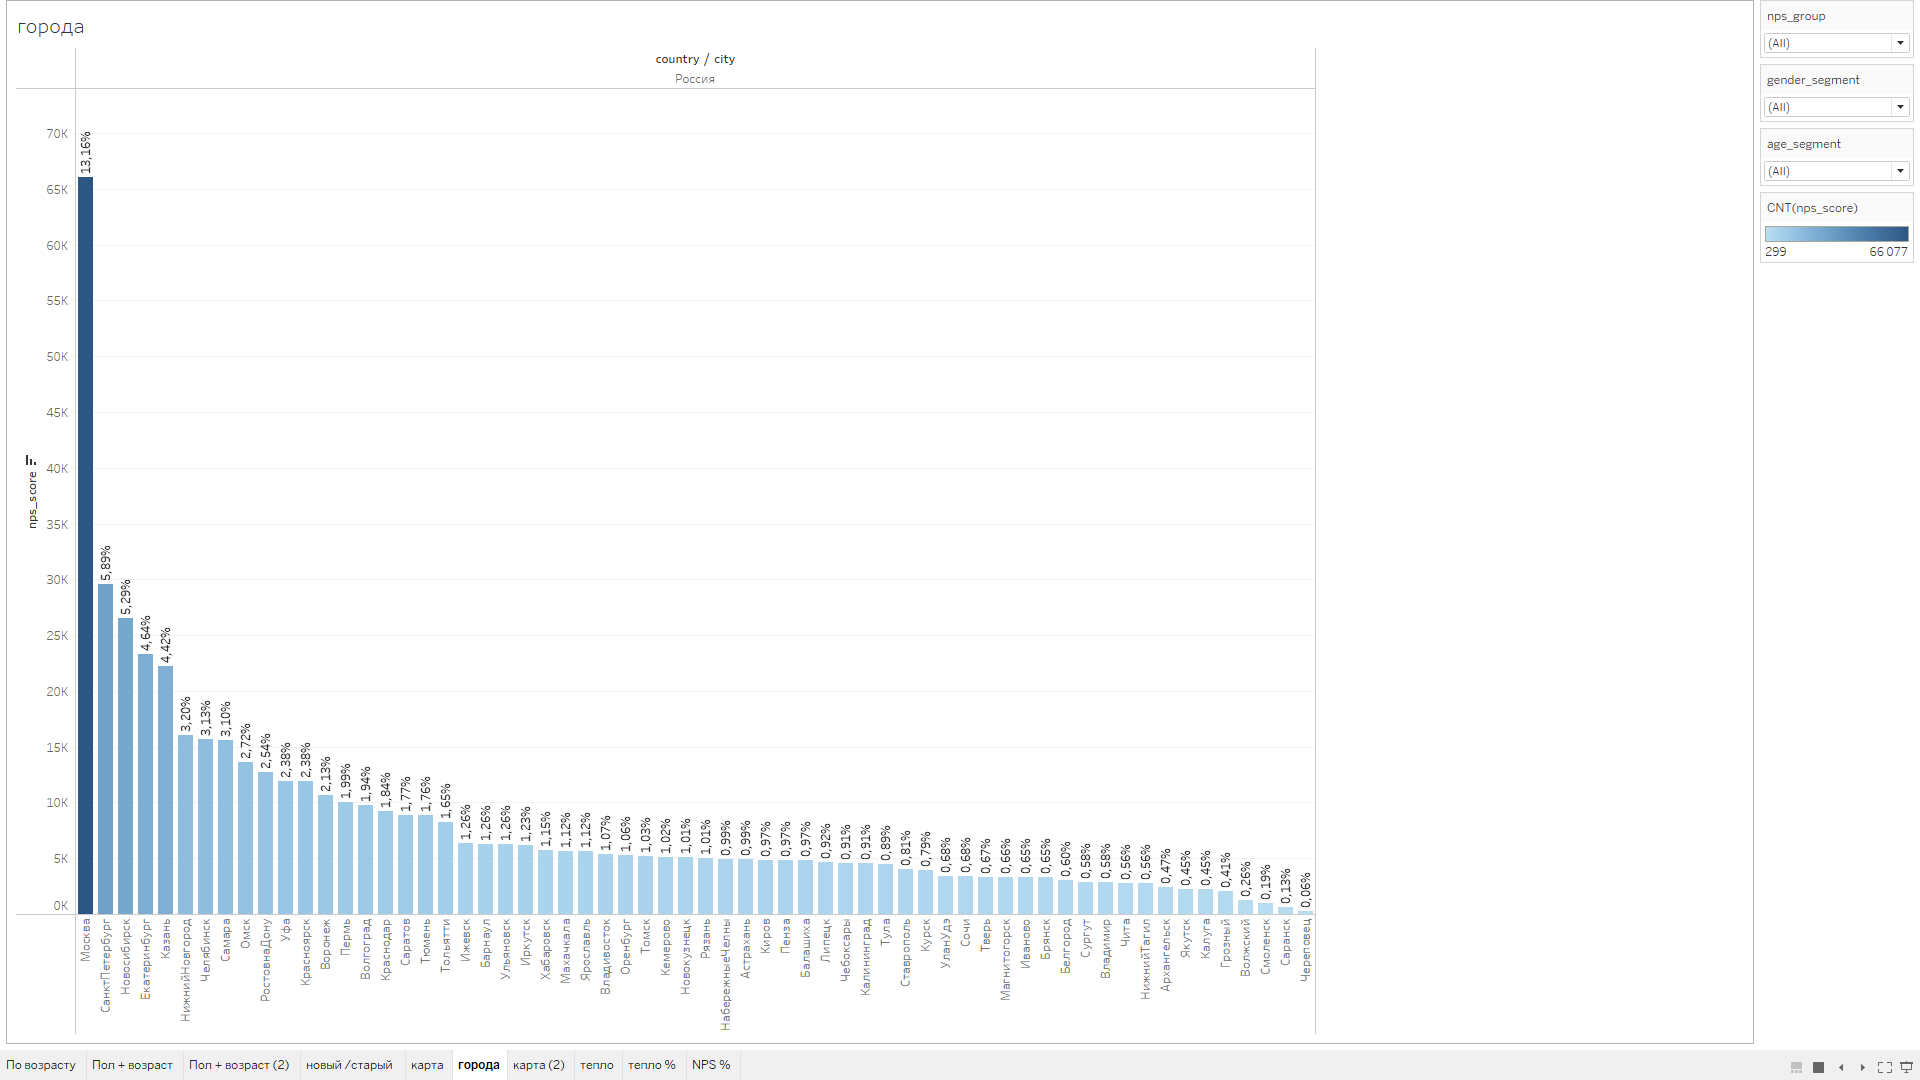 города
country / city
Россия
70K
65K
60K
55K
50K
45K
40K
35K
30K
25K
20K
15K
10K
5K
0K
nps_score
13,16%
5,89%
5,29%
4,64%
4,42%
3,20%
3,13%
3,10%
2,72%
2,54%
2,38%
2,38%
2,13%
1,99%
1,94%
1,84%
1,77%
1,76%
1,65%
1,26%
1,26%
1,26%
1,23%
1,15%
1,12%
1,12%
1,07%
1,06%
1,03%
1,02%
1,01%
1,01%
0,99%
0,99%
0,97%
0,97%
0,97%
0,92%
0,91%
0,91%
0,89%
0,81%
0,79%
0,68%
0,68%
0,67%
0,66%
0,65%
0,65%
0,60%
0,58%
0,58%
0,56%
0,56%
0,47%
0,45%
0,45%
0,41%
0,26%
0,19%
0,13%
0,06%
Москва
СанктПетербург
Новосибирск
Екатеринбург
Казань
НижнийНовгород
Челябинск
Самара
Омск
РостовнаДону
Уфа
Красноярск
Воронеж
Пермь
Волгоград
Краснодар
Саратов
Тюмень
Тольятти
Ижевск
Барнаул
Ульяновск
Иркутск
Хабаровск
Махачкала
Ярославль
Владивосток
Оренбург
Томск
Кемерово
Новокузнецк
Рязань
НабережныеЧелны
Астрахань
Киров
Пенза
Балашиха
Липецк
Чебоксары
Калининград
Тула
Ставрополь
Курск
УланУдэ
Сочи
Тверь
Магнитогорск
Иваново
Брянск
Белгород
Сургут
Владимир
Чита
НижнийТагил
Архангельск
Якутск
Калуга
Грозный
Волжский
Смоленск
Саранск
Череповец
nps_group
(All)
gender_segment
(All)
age_segment
(All)
CNT(nps_score)
299 66 077
По возрасту Пол + возраст Пол + возраст (2) новый /старый карта города карта (2) тепло тепло % NPS %